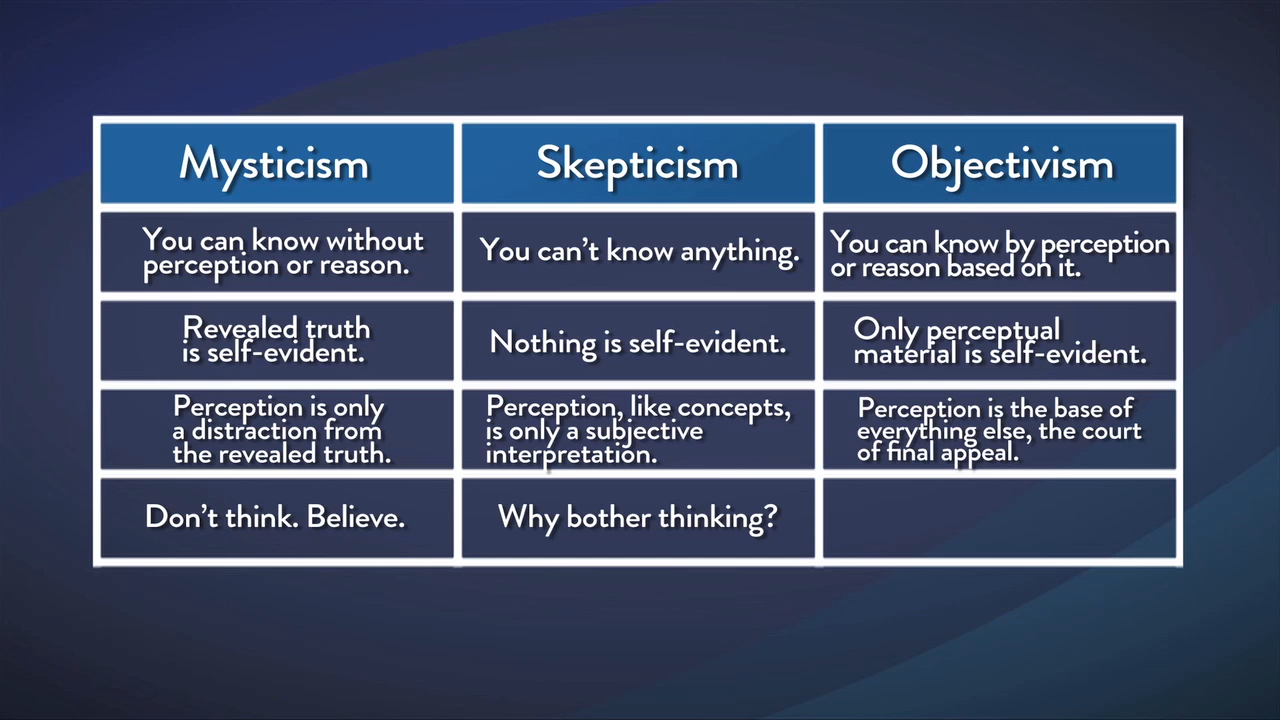 Mysticism
Skepticism
Objectivism
You can know without
perception or reason.
You can't know anything.
You can know by perception
or reason based on it.
Revealed truth
is self-evident.
Nothing is self-evident.
Only perceptual
material is self-evident.
Perception is only
a distraction from
the revealed truth.
Perception, like concepts,
is only a subjective
interpretation.
Perception is the base of
everything else, the court
of final appeal.
Don't think. Believe.
Why bother thinking?